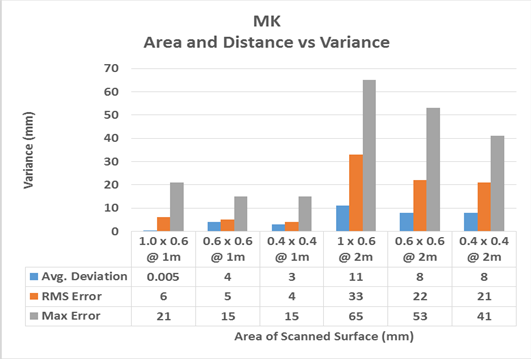 MK
Area and Distance vs Variance
70
60
50
40
30
20
10
0
Variance (mm)
1.0 x 0.6 0.6 x 0.6 0.4 x 0.4 1 x 0.6 0.6 x 0.6 0.4 x 0.4
@ 1m @ 1m @ 1m @ 2m @ 2m @ 2m
Avg. Deviation 0.005 4 3 11 8 8
RMS Error 6 5 4 33 22 21
Max Error 21 15 15 65 53 41
Area of Scanned Surface (mm)